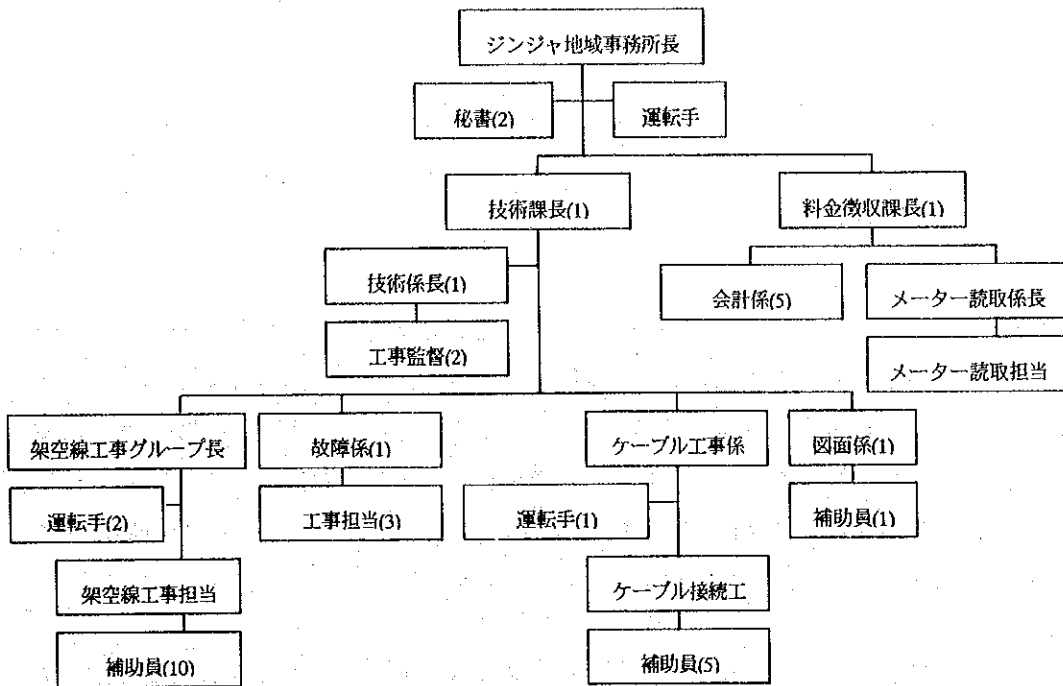 ジンジャ地域事務所長
秘書(2)
運転手
技術課長(1)
料金徴収課長(1)
技術係長(1)
会計係(5)
メーター読取係長
工事監督(2)
メーター読取担当
架空線工事グループ長
故障係(1)
ケーブル工事係
図面係(1)
運転手(2)
工事担当(3)
運転手(1)
補助員(1)
架空線工事担当
ケーブル接続工
補助員(10)
補助員(5)